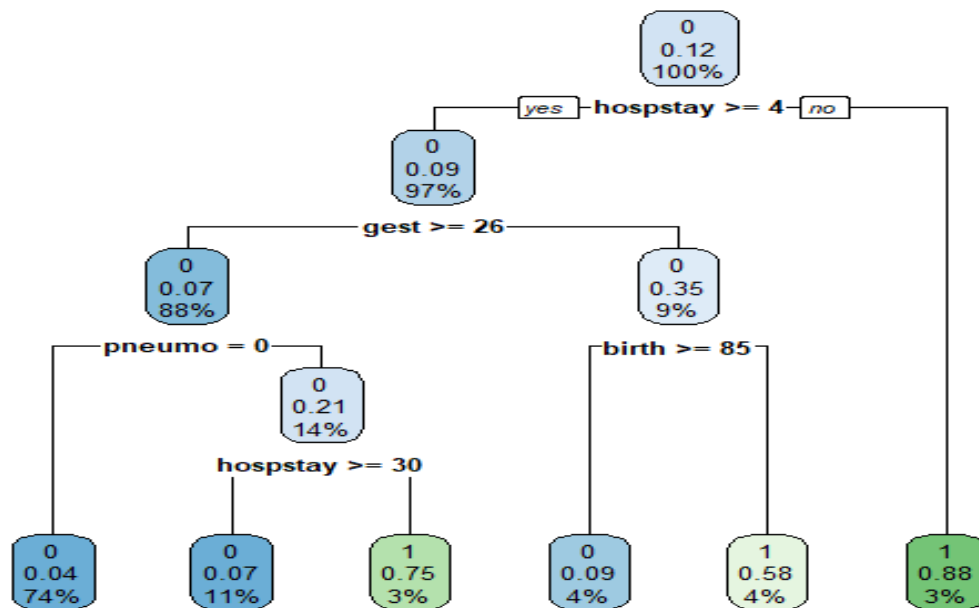 0
0.12
100%
yes hospstay >= 4 no
0
0.09
97%
gest >= 26
0 0
0.07 0.35
88% 9%
pneumo = 0 birth >= 85
0
0.21
14%
hospstay >= 30
0 0 1 0 1 1
0.04 0.07 0.75 0.09 0.58 0.88
74% 11% 3% 4% 4% 3%